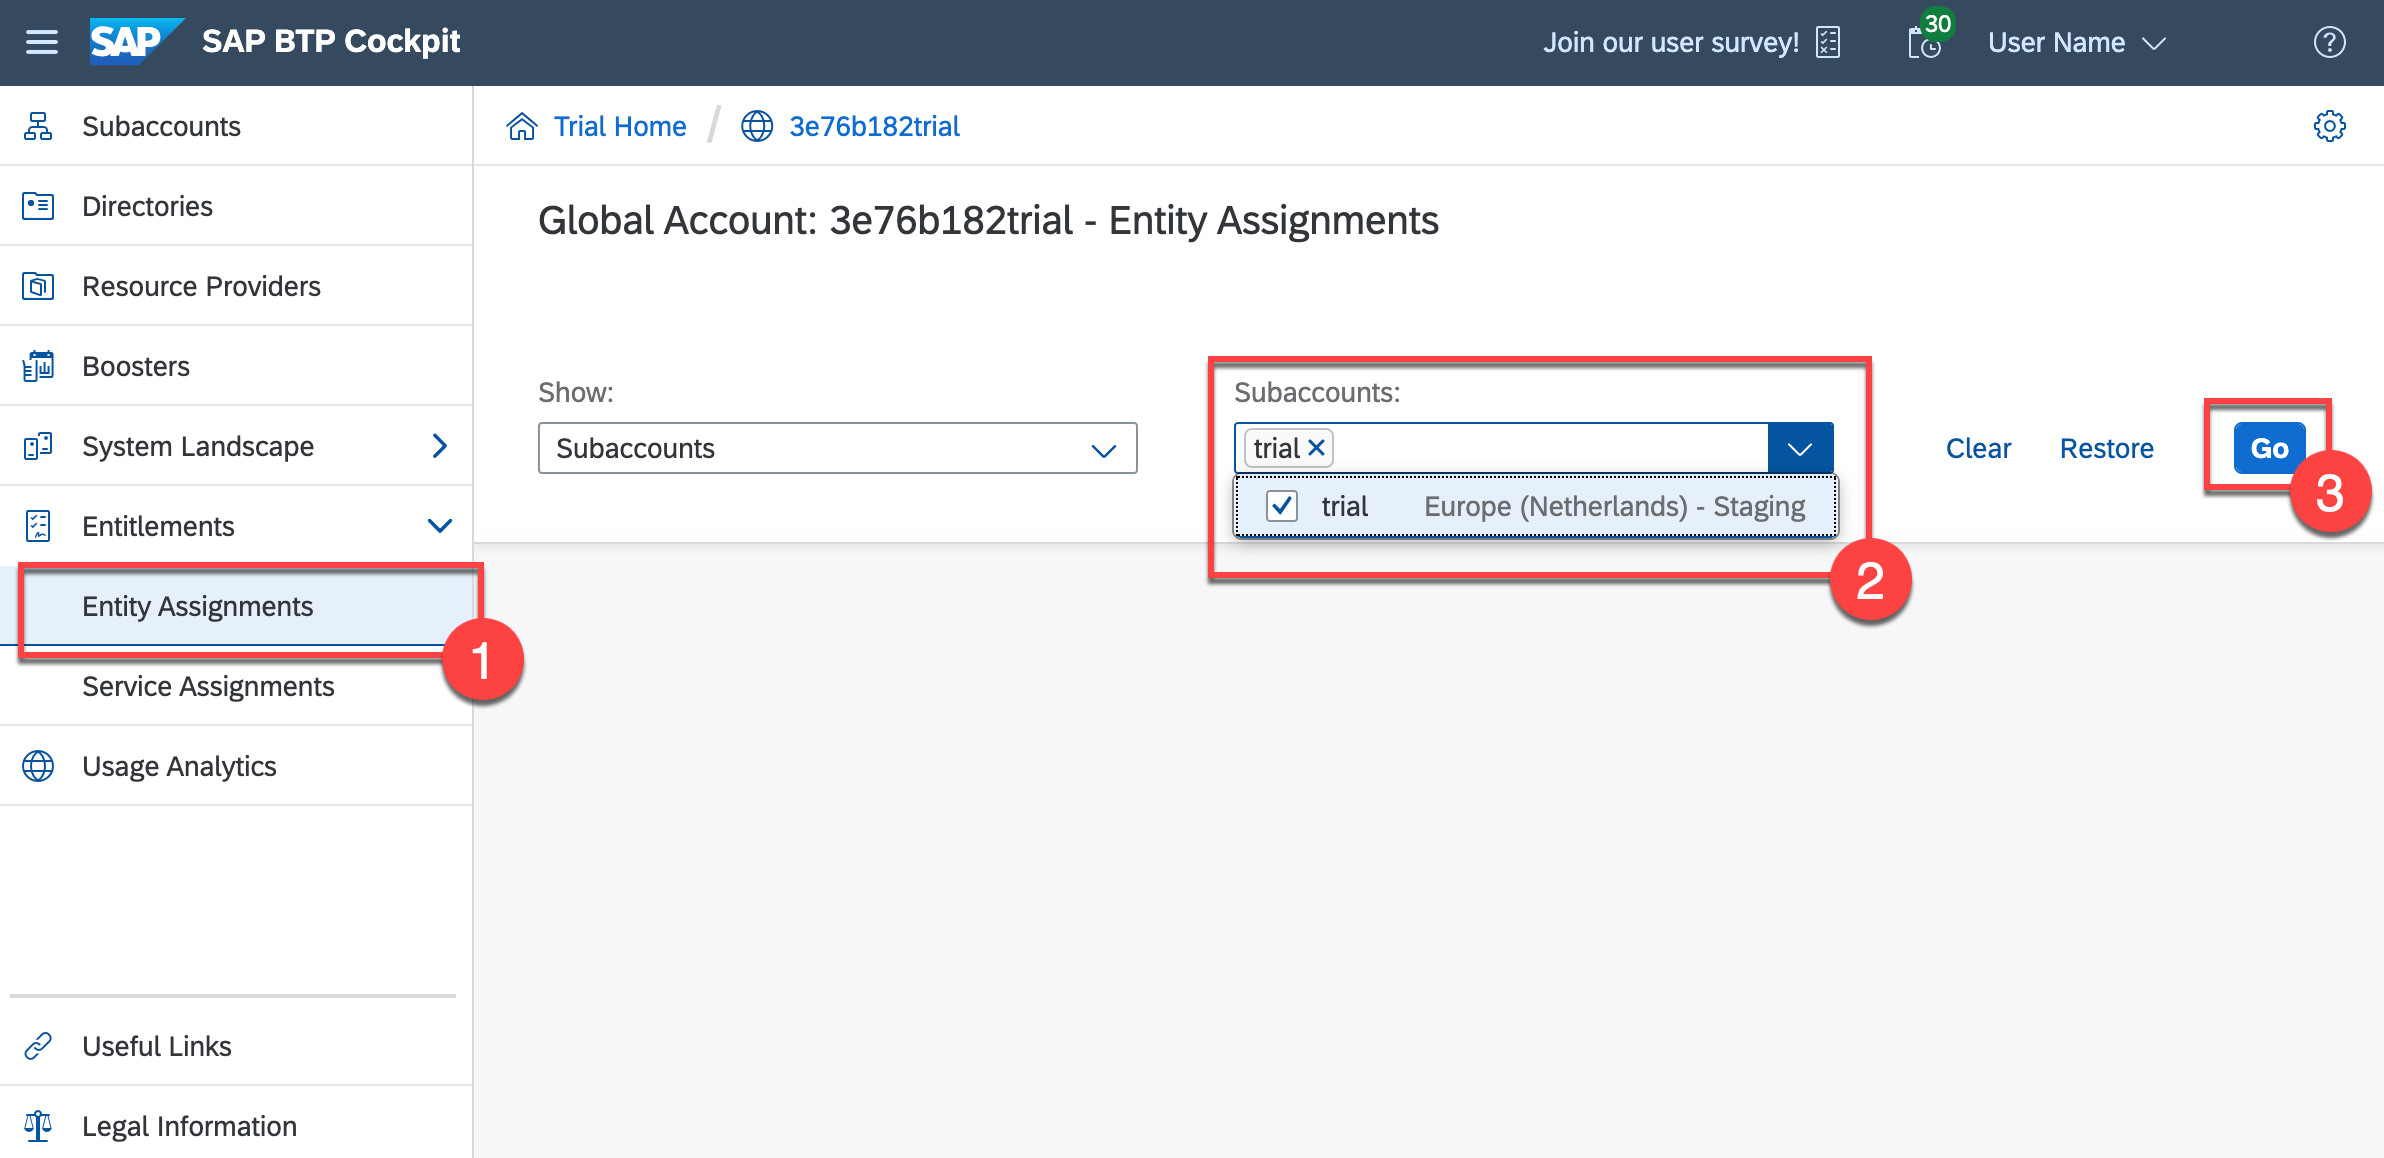 SAP SAP BTP Cockpit
Join our user survey!
30
User Name
Subaccounts
Directories
Resource Providers
Boosters
System Landscape
Entitlements
Entity Assignments
1
Service Assignments
Usage Analytics
Useful Links
Legal Information
Trial Home / 3e76b182trial
Global Account: 3e76b182trial - Entity Assignments
Show:
Subaccounts
Subaccounts:
trial
trial Europe (Netherlands) - Staging
2
Clear
Restore
Go
3